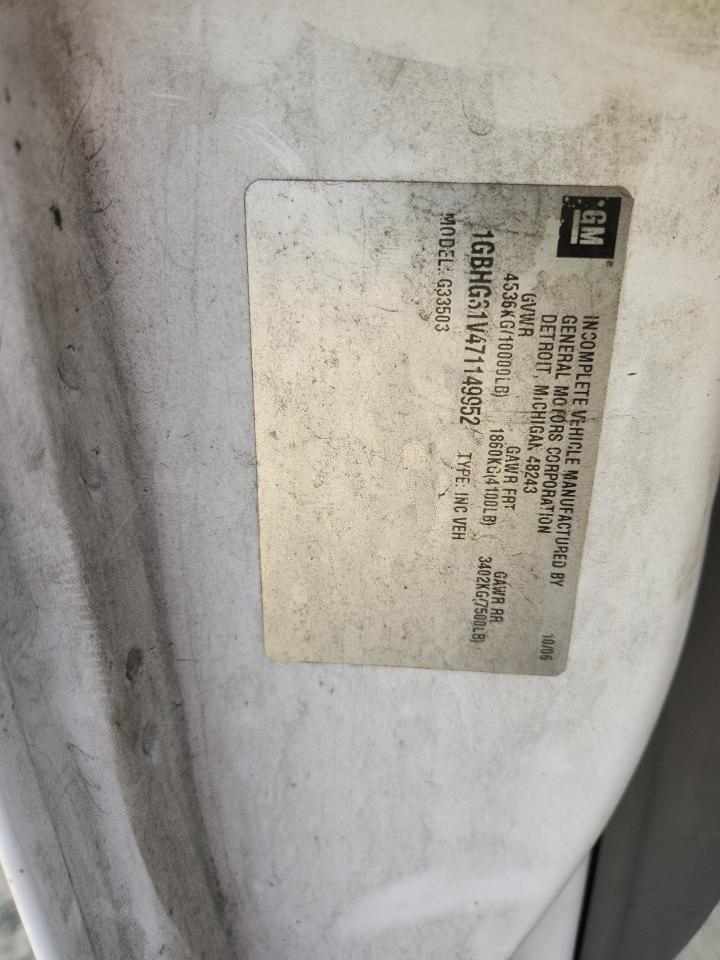 GM
INCOMPLETE VEHICLE MANUFACTURED BY
GENERAL MOTORS CORPORATION
DETROIT, MICHIGAN 48243
10/06
GVWR GAWR FRT GAWR RR
4536KG(10000LB) 1860KG(4100LB) 3402KG(7500LB)
1GBHG31V471149952 TYPE: INC VEH
MODEL: G33503